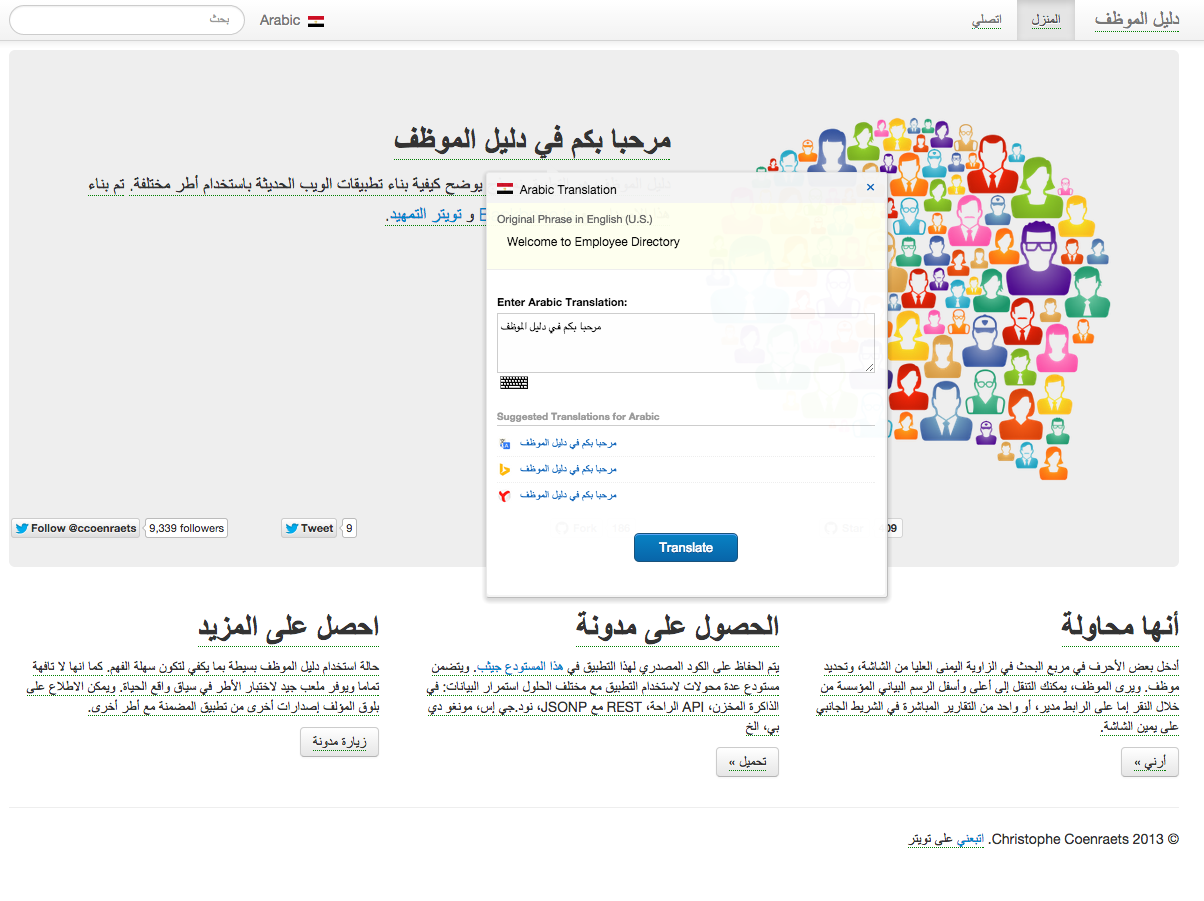 دليل الموظف
المنزل
اتصلي
Arabic
بحث
مرحبا بكم في دليل الموظف
يوضح كيفية بناء تطبيقات الويب الحديثة باستخدام أطر مختلفة. تم بناء
و تويتر التمهيد.
Arabic Translation
×
Original Phrase in English (U.S.)
Welcome to Employee Directory
Enter Arabic Translation:
مرحبا بكم في دليل الموظف
Suggested Translations for Arabic
مرحبا بكم في دليل الموظف
مرحبا بكم في دليل الموظف
مرحبا بكم في دليل الموظف
Translate
Follow @ccoenraets
9,339 followers
Tweet
9
Fork
Star
أنها محاولة
أدخل بعض الأحرف في مربع البحث في الزاوية اليمنى العليا من الشاشة، وتحديد
موظف. ويرى الموظف، يمكنك التنقل إلى أعلى وأسفل الرسم البياني المؤسسة من
خلال النقر إما على الرابط مدير، أو واحد من التقارير المباشرة في الشريط الجانبي
على يمين الشاشة.
أرني »
الحصول على مدونة
يتم الحفاظ على الكود المصدري لهذا التطبيق في هذا المستودع جيثب. ويتضمن
مستودع عدة محولات لاستخدام التطبيق مع مختلف الحلول استمرار البيانات: في
الذاكرة المخزن، API الراحة، REST مع JSONP، نود.جي إس، مونغو دي
بي، الخ
تحميل »
احصل على المزيد
حالة استخدام دليل الموظف بسيطة بما يكفي لتكون سهلة الفهم. كما انها لا تافهة
تماما ويوفر ملعب جيد لاختبار الأطر في سياق واقع الحياة. ويمكن الاطلاع على
بلوق المؤلف إصدارات أخرى من تطبيق المضمنة مع أطر أخرى.
زيارة مدونة
© Christophe Coenraets 2013. اتبعني على تويتر